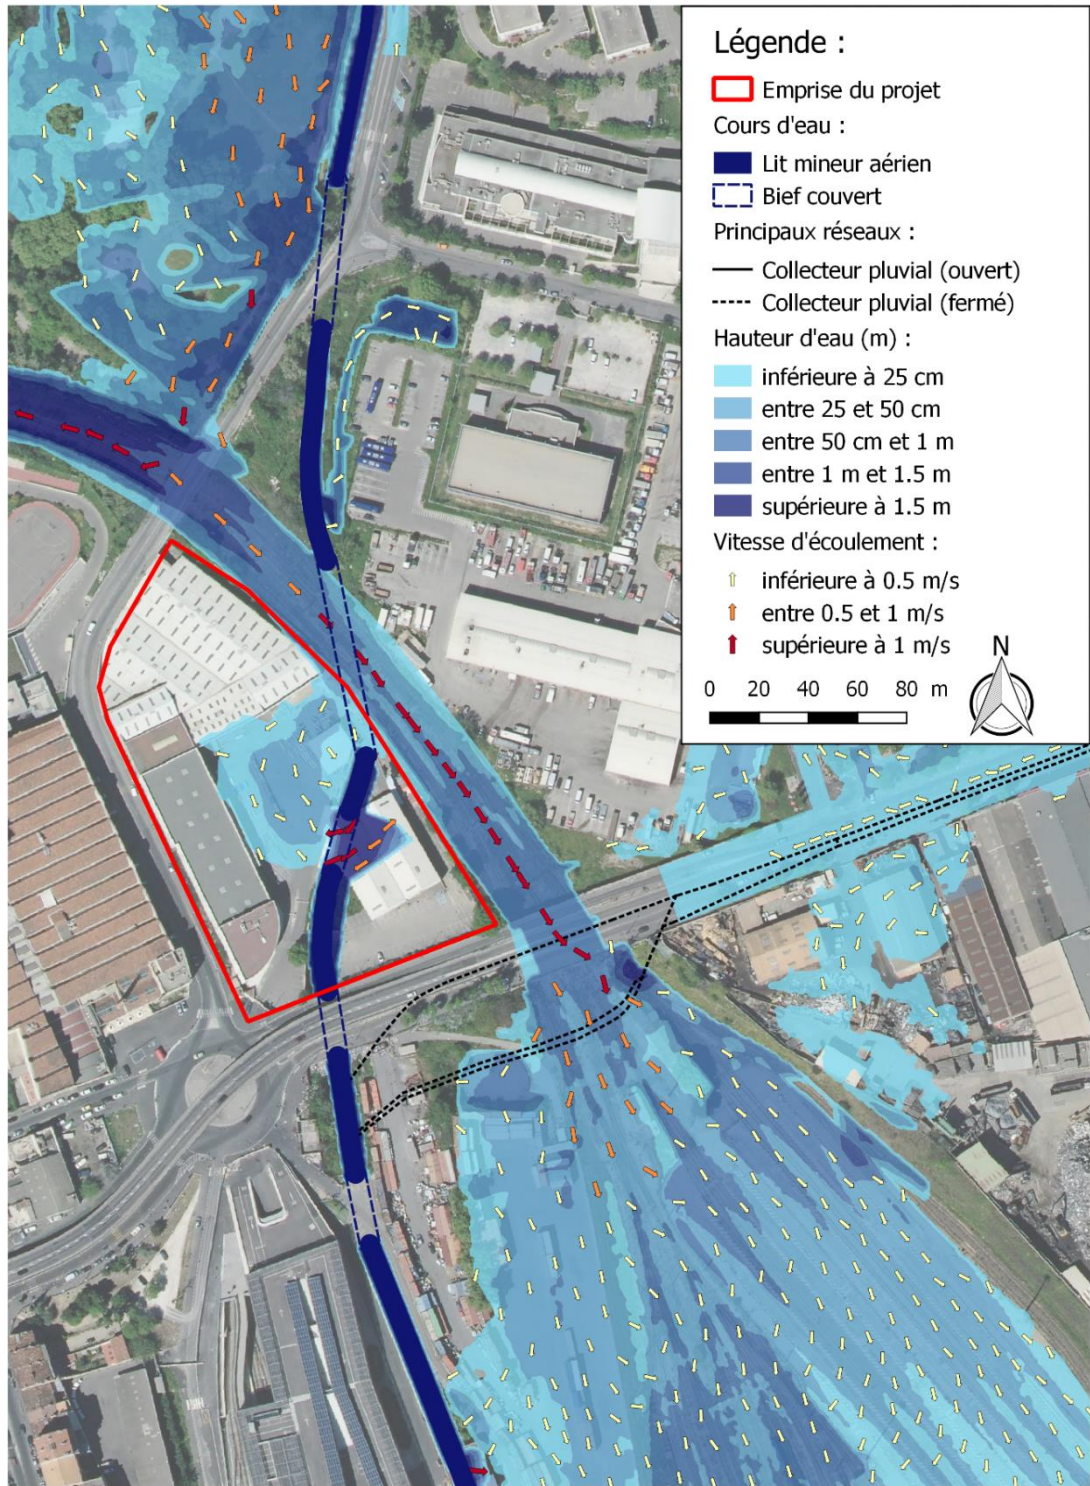 Légende :
Emprise du projet
Cours d'eau :
Lit mineur aérien
Bief couvert
Principaux réseaux :
Collecteur pluvial (ouvert)
Collecteur pluvial (fermé)
Hauteur d'eau (m) :
inférieure à 25 cm
entre 25 et 50 cm
entre 50 cm et 1 m
entre 1 m et 1.5 m
supérieure à 1.5 m
Vitesse d'écoulement :
inférieure à 0.5 m/s
entre 0.5 et 1 m/s
supérieure à 1 m/s
N
0 20 40 60 80 m